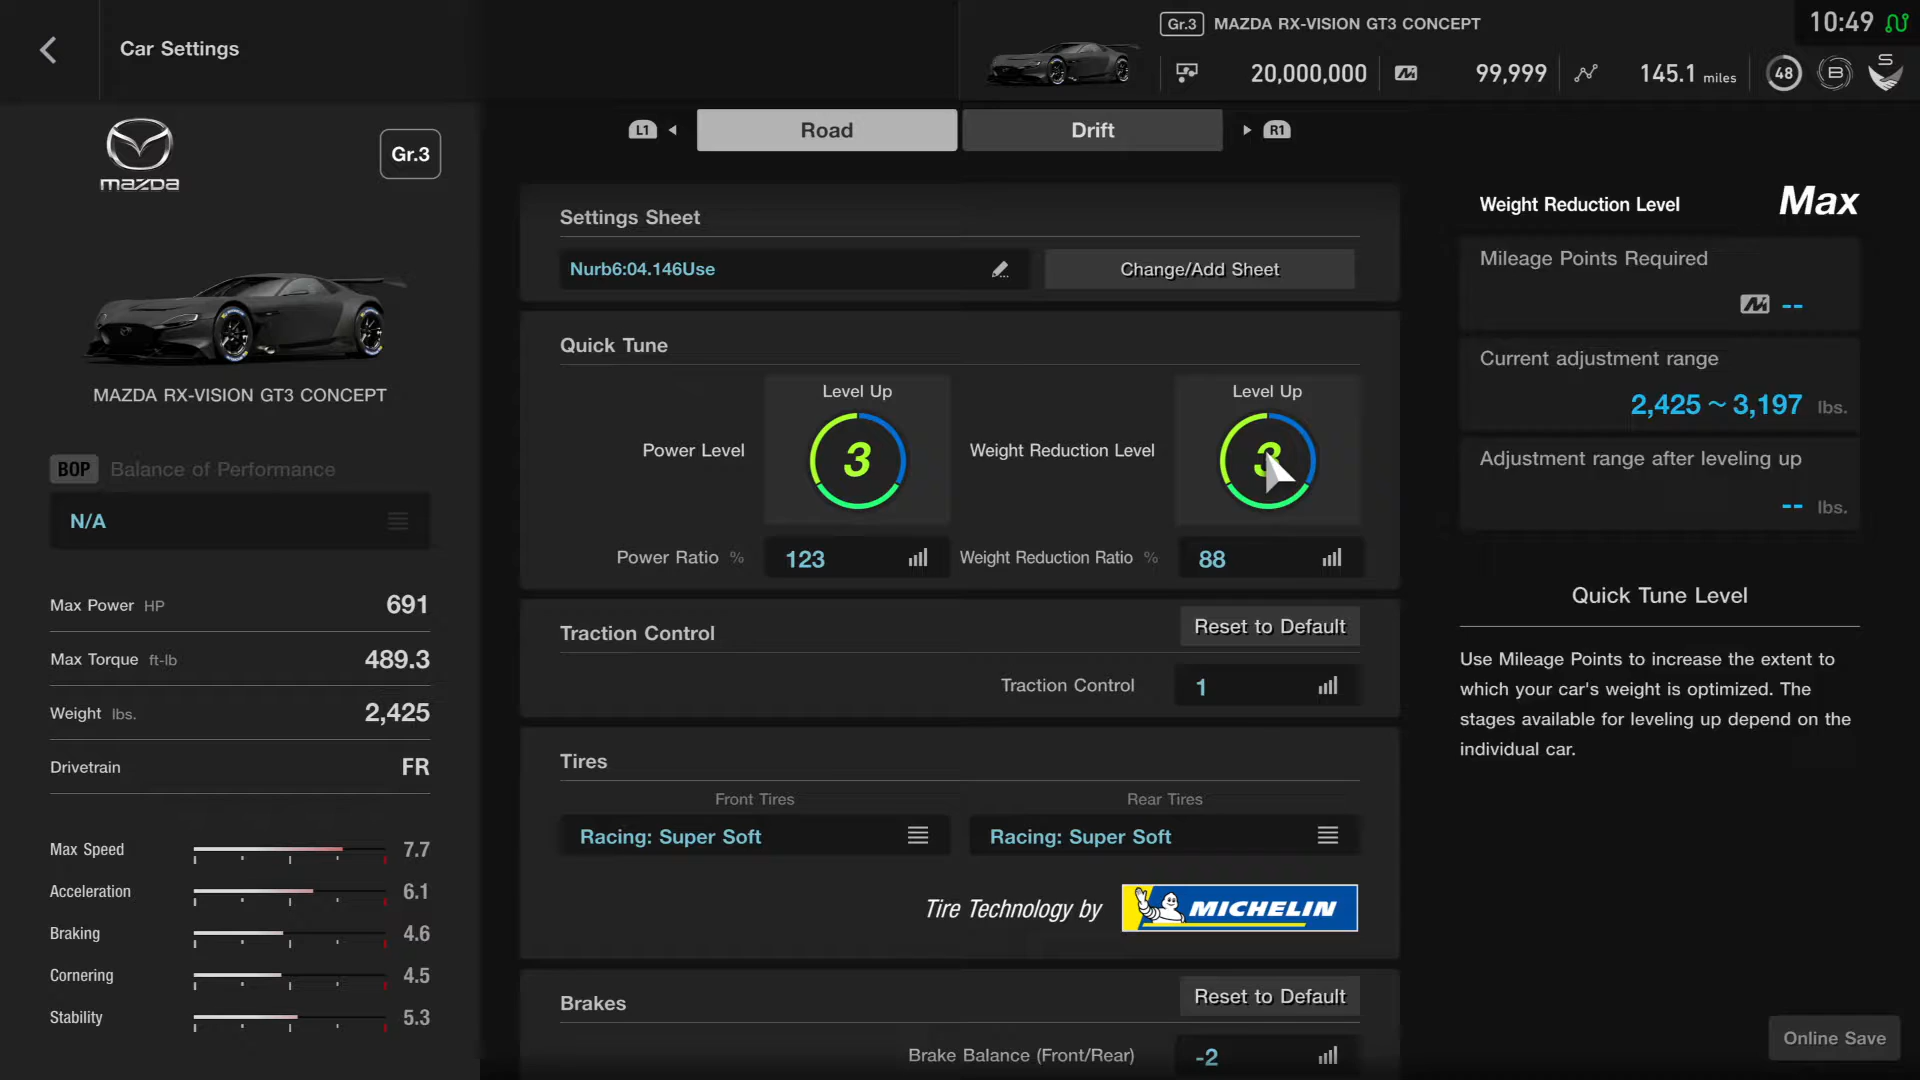 Car Settings
Gr.3 MAZDA RX-VISION GT3 CONCEPT
20,000,000
99,999
145.1 miles
48
B
S
10:49
mazda
Gr.3
MAZDA RX-VISION GT3 CONCEPT
BOP Balance of Performance
N/A
Max Power HP 691
Max Torque ft-lb 489.3
Weight lbs. 2,425
Drivetrain FR
Max Speed 7.7
Acceleration 6.1
Braking 4.6
Cornering 4.5
Stability 5.3
L1 Road Drift R1
Settings Sheet
Nurb6:04.146Use Change/Add Sheet
Quick Tune
Level Up Level Up
Power Level 3 Weight Reduction Level 3
Power Ratio % 123 Weight Reduction Ratio % 88
Traction Control Reset to Default
Traction Control 1
Tires
Front Tires Rear Tires
Racing: Super Soft Racing: Super Soft
Tire Technology by MICHELIN
Brakes Reset to Default
Brake Balance (Front/Rear) -2
Weight Reduction Level Max
Mileage Points Required
--
Current adjustment range
2,425 ~ 3,197 lbs.
Adjustment range after leveling up
-- lbs.
Quick Tune Level
Use Mileage Points to increase the extent to
which your car's weight is optimized. The
stages available for leveling up depend on the
individual car.
Online Save